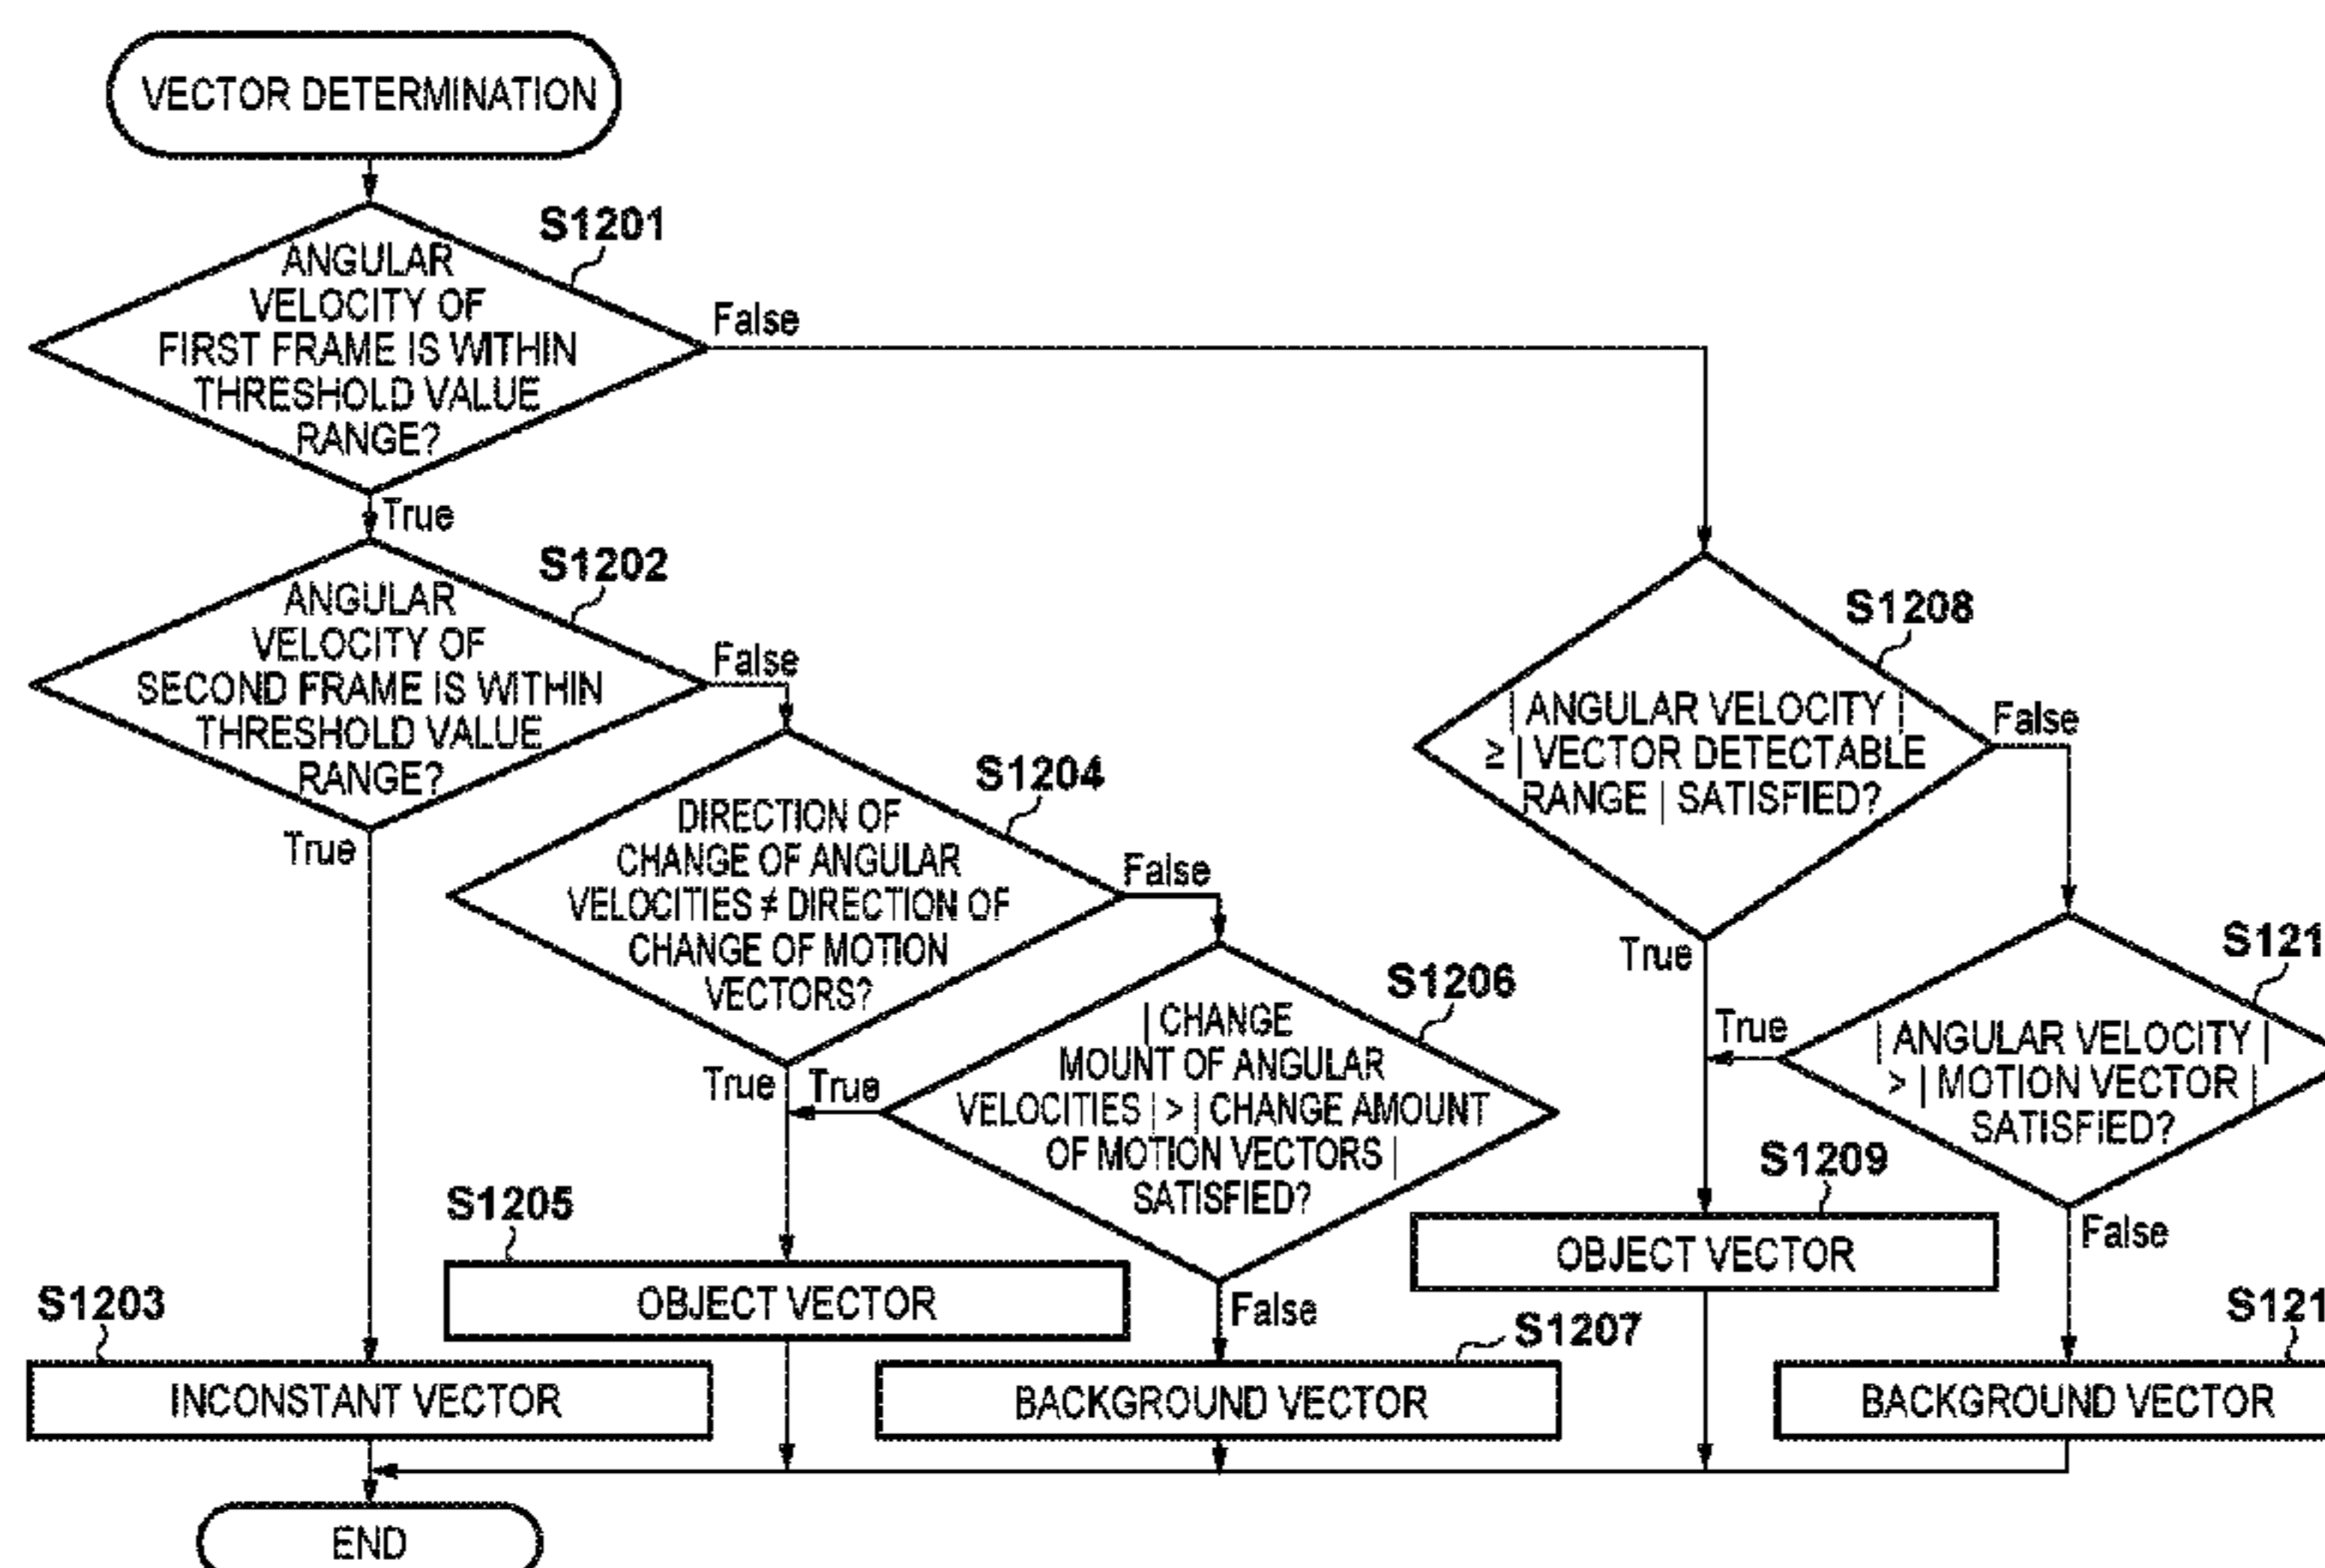 VECTOR DETERMINATION
S1201
ANGULAR
VELOCITY OF
FIRST FRAME IS WITHIN
THRESHOLD VALUE
RANGE?
False
True
S1202
ANGULAR
VELOCITY OF
SECOND FRAME IS WITHIN
THRESHOLD VALUE
RANGE?
False
True
S1204
DIRECTION OF
CHANGE OF ANGULAR
VELOCITIES ≠ DIRECTION OF
CHANGE OF MOTION
VECTORS?
False
True
S1206
| CHANGE
MOUNT OF ANGULAR
VELOCITIES | > | CHANGE AMOUNT
OF MOTION VECTORS |
SATISFIED?
True
False
S1208
| ANGULAR VELOCITY |
≥ | VECTOR DETECTABLE
RANGE | SATISFIED?
False
True
S121
| ANGULAR VELOCITY |
> | MOTION VECTOR |
SATISFIED?
True
False
S1203
INCONSTANT VECTOR
S1205
OBJECT VECTOR
S1207
BACKGROUND VECTOR
S1209
OBJECT VECTOR
S121
BACKGROUND VECTOR
END